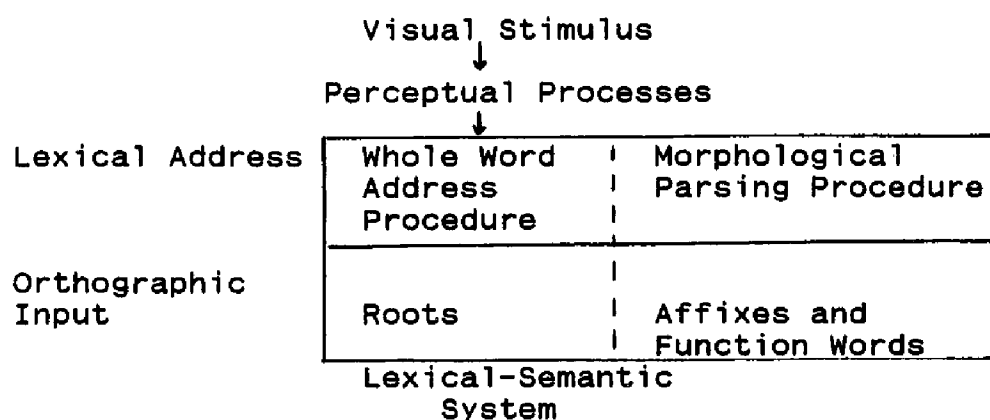 Visual Stimulus
Perceptual Processes
Lexical Address
Whole Word
Address
Procedure
Morphological
Parsing Procedure
Orthographic
Input
Roots
Affixes and
Function Words
Lexical-Semantic
System